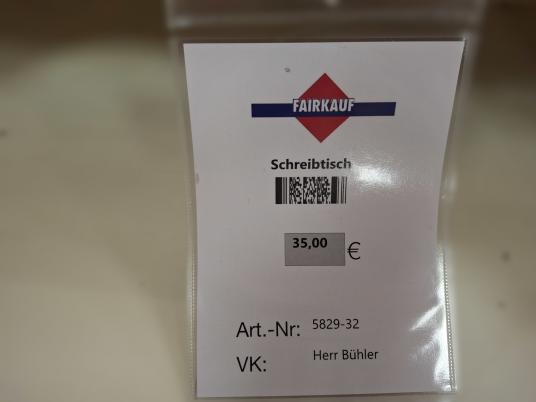 FAIRKAUF
Schreibtisch
35,00 €
Art.-Nr: 5829-32
VK: Herr Bühler